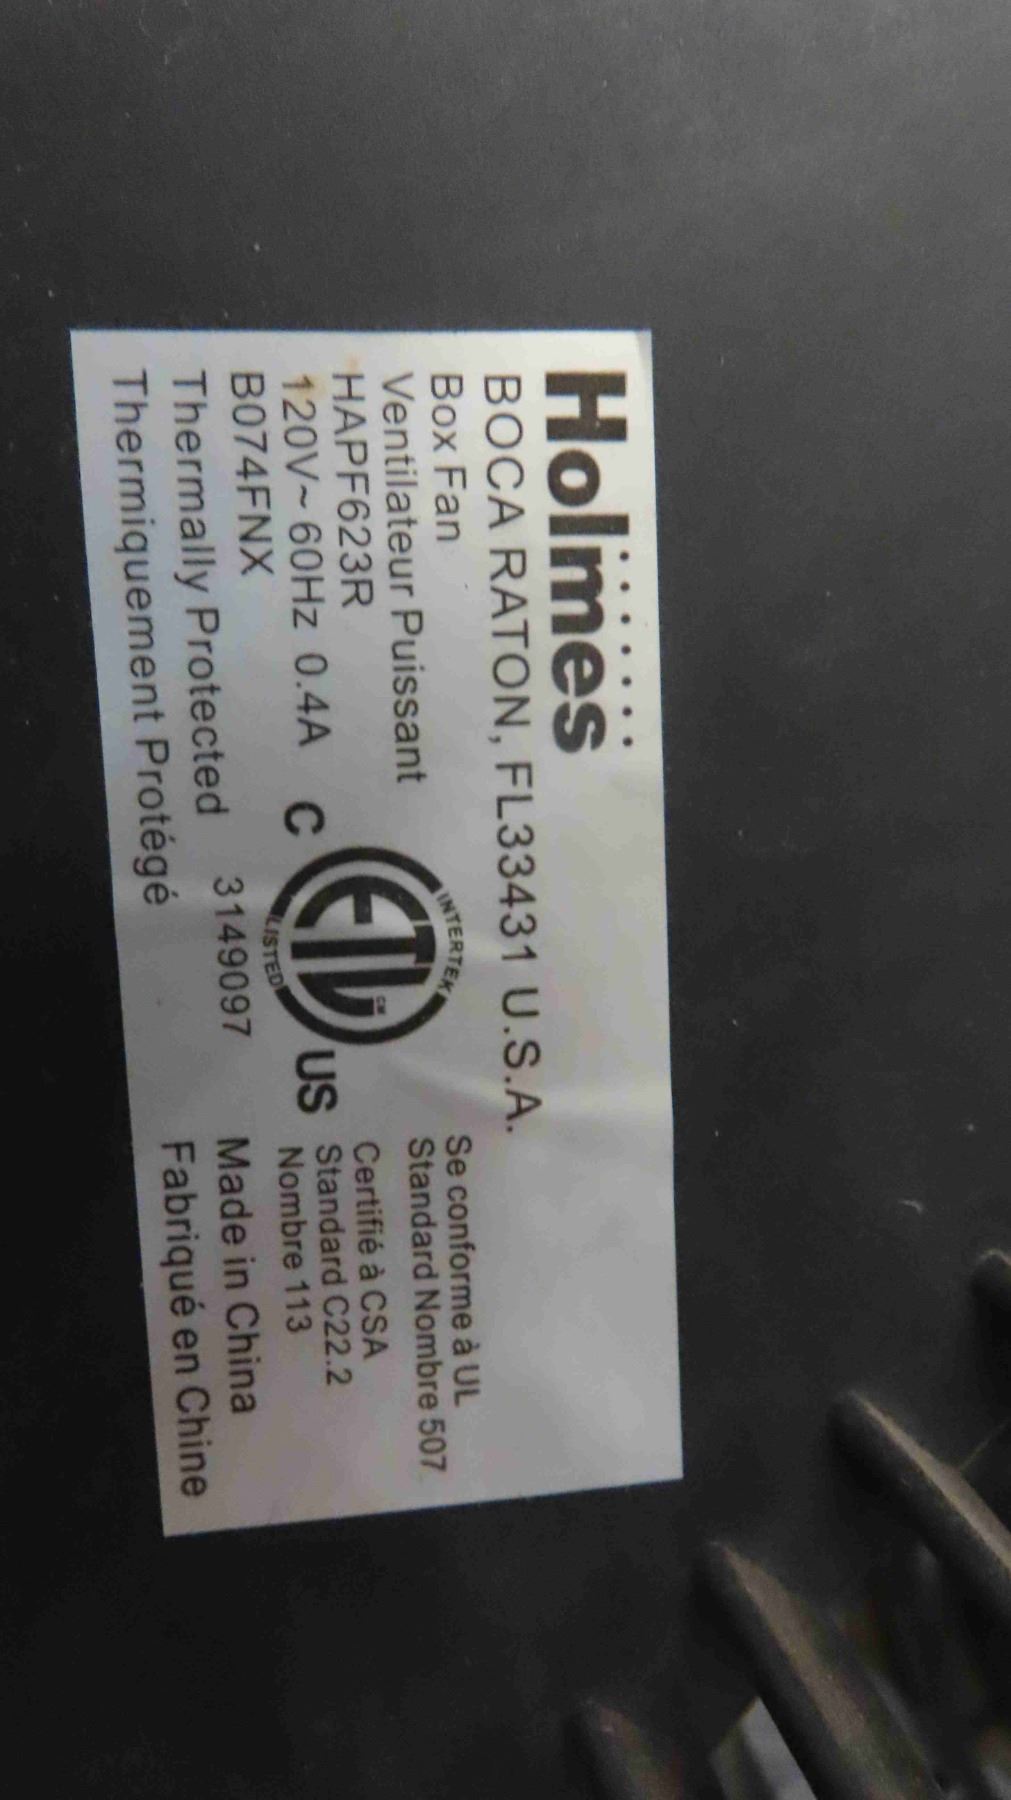 Holmes
BOCA RATON, FL33431 U.S.A.
Box Fan
Ventilateur Puissant
HAPF623R
120V~60Hz 0.4A
B074FNX
Thermally Protected
Thermiquement Protégé
INTERTEK
C ETL US
CM
LISTED
3149097
Se conforme à UL
Standard Nombre 507
Certifié à CSA
Standard C22.2
Nombre 113
Made in China
Fabriqué en Chine